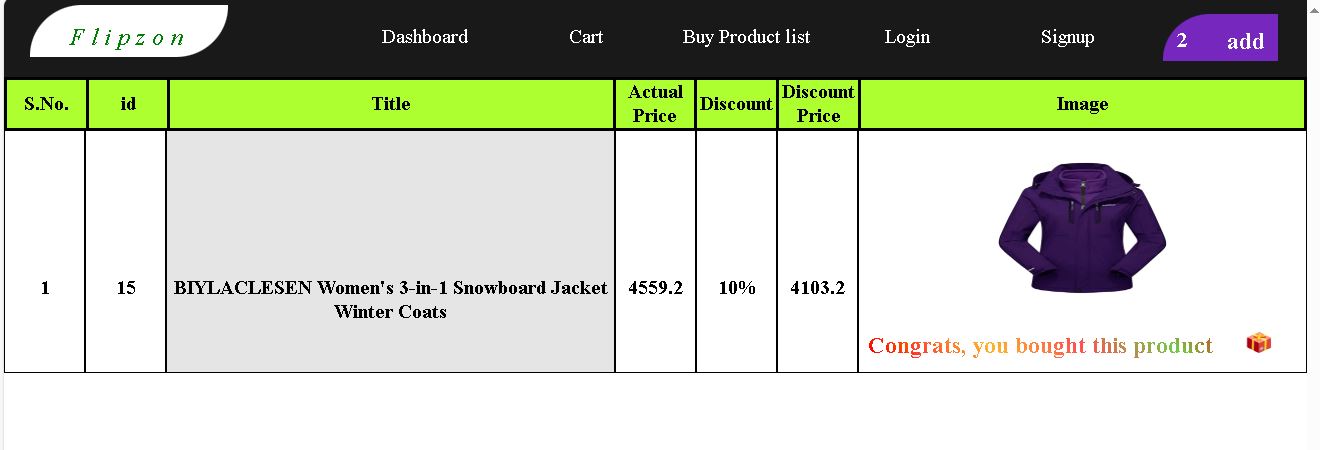 Flipzon
Dashboard Cart Buy Product list Login Signup 2 add
S.No. id Title Actual Price Discount Discount Price Image
1 15 BIYLACLESEN Women's 3-in-1 Snowboard Jacket
Winter Coats
4559.2 10% 4103.2
Congrats, you bought this product